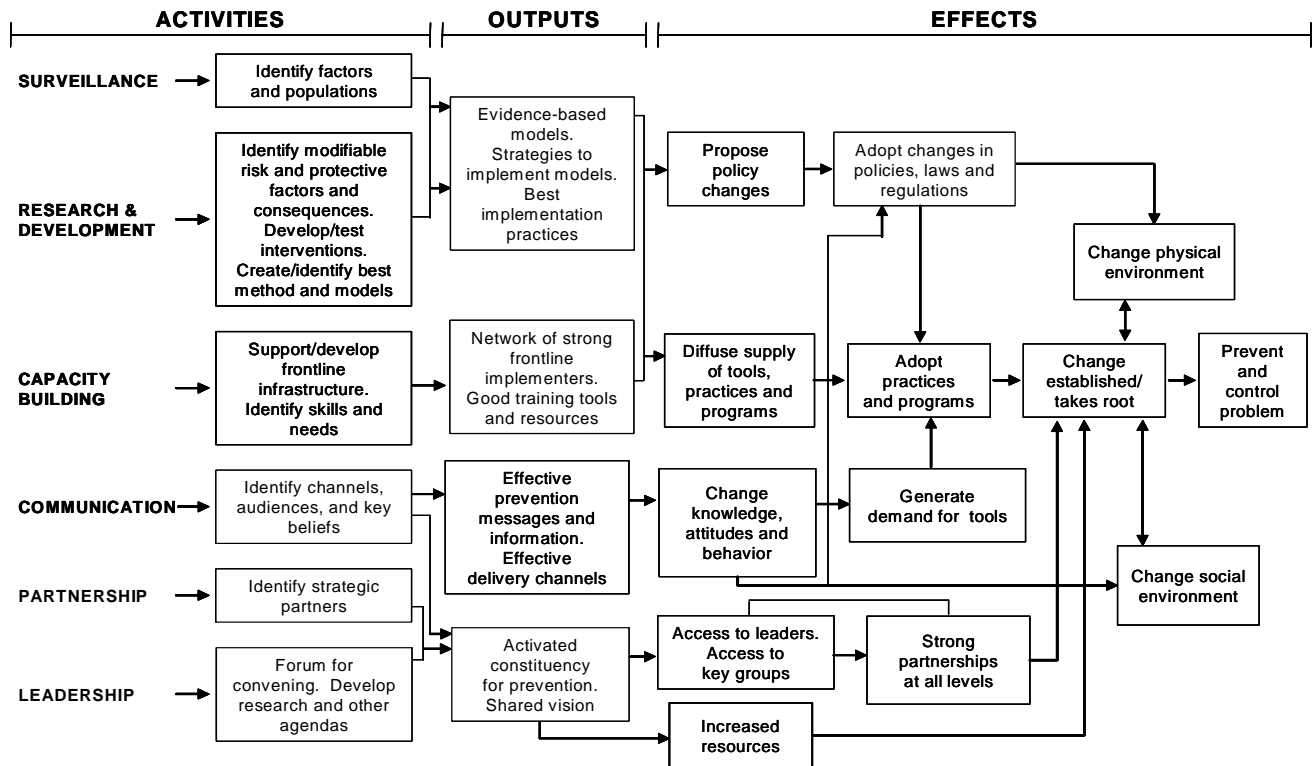 ACTIVITIES
OUTPUTS
EFFECTS
SURVEILLANCE
Identify factors
and populations
RESEARCH &
DEVELOPMENT
Identify modifiable
risk and protective
factors and
consequences.
Develop/test
interventions.
Create/identify best
method and models
Evidence-based
models.
Strategies to
implement models.
Best
implementation
practices
Propose
policy
changes
Adopt changes in
policies, laws and
regulations
Change physical
environment
CAPACITY
BUILDING
Support/develop
frontline
infrastructure.
Identify skills and
needs
Network of strong
frontline
implementers.
Good training tools
and resources
Diffuse supply
of tools,
practices and
programs
Adopt
practices
and programs
Change
established/
takes root
Prevent
and
control
problem
COMMUNICATION
Identify channels,
audiences, and key
beliefs
Effective
prevention
messages and
information.
Effective
delivery channels
Change
knowledge,
attitudes and
behavior
Generate
demand for tools
Change social
environment
PARTNERSHIP
Identify strategic
partners
LEADERSHIP
Forum for
convening. Develop
research and other
agendas
Activated
constituency
for prevention.
Shared vision
Access to leaders.
Access to
key groups
Strong
partnerships
at all levels
Increased
resources